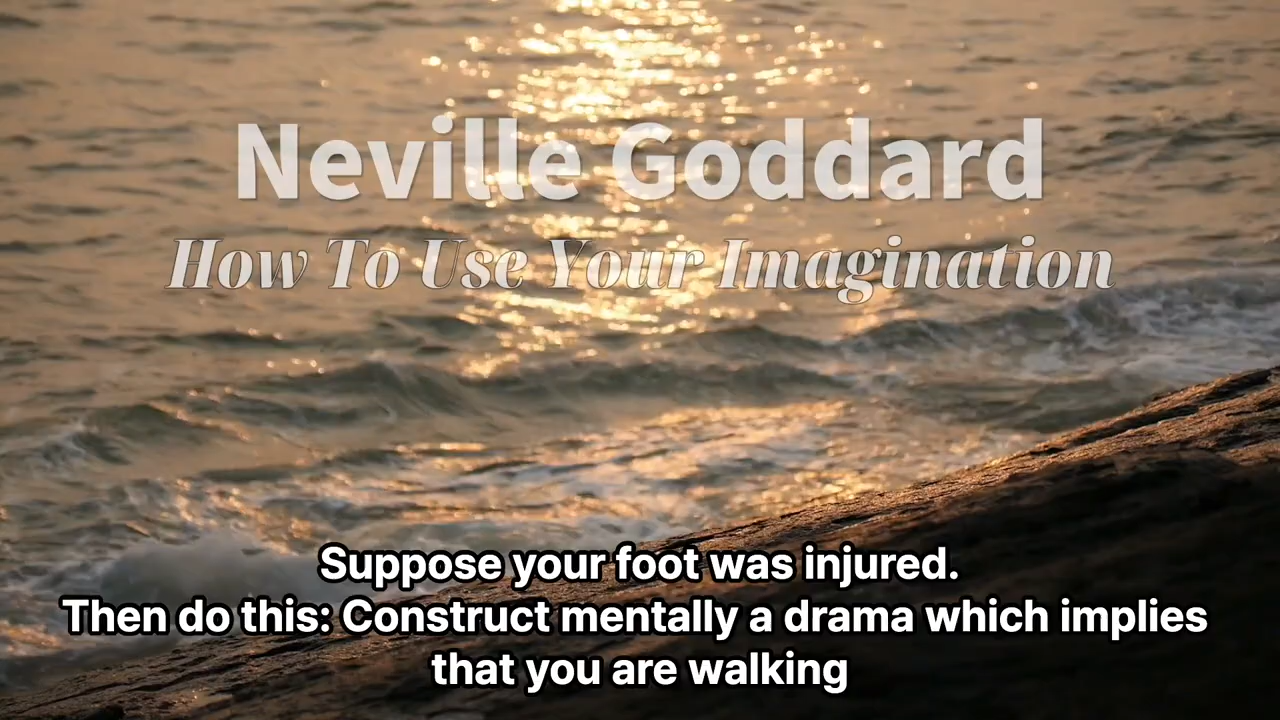 Neville Goddard
How To Use Your Imagination
Suppose your foot was injured.
Then do this: Construct mentally a drama which implies
that you are walking